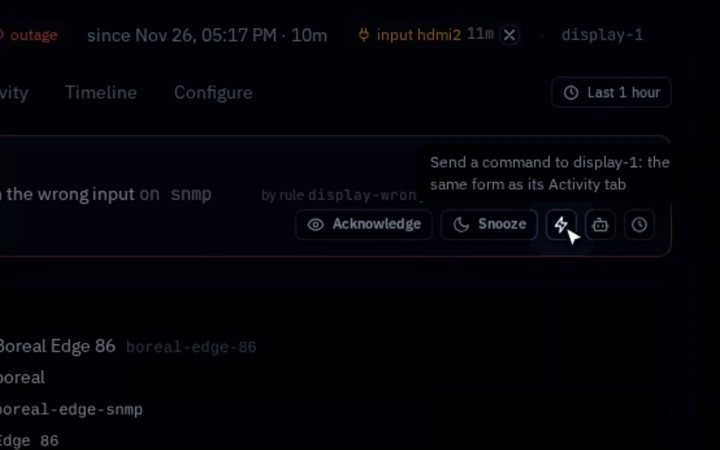 outage since Nov 26, 05:17 PM · 10m input hdmi2 11m · display-1
Timeline Configure Last 1 hour
Send a command to display-1: the
same form as its Activity tab
the wrong input on snmp by rule
Acknowledge Snooze
Boreal Edge 86 boreal-edge-86
boreal
boreal-edge-snmp
Edge 86